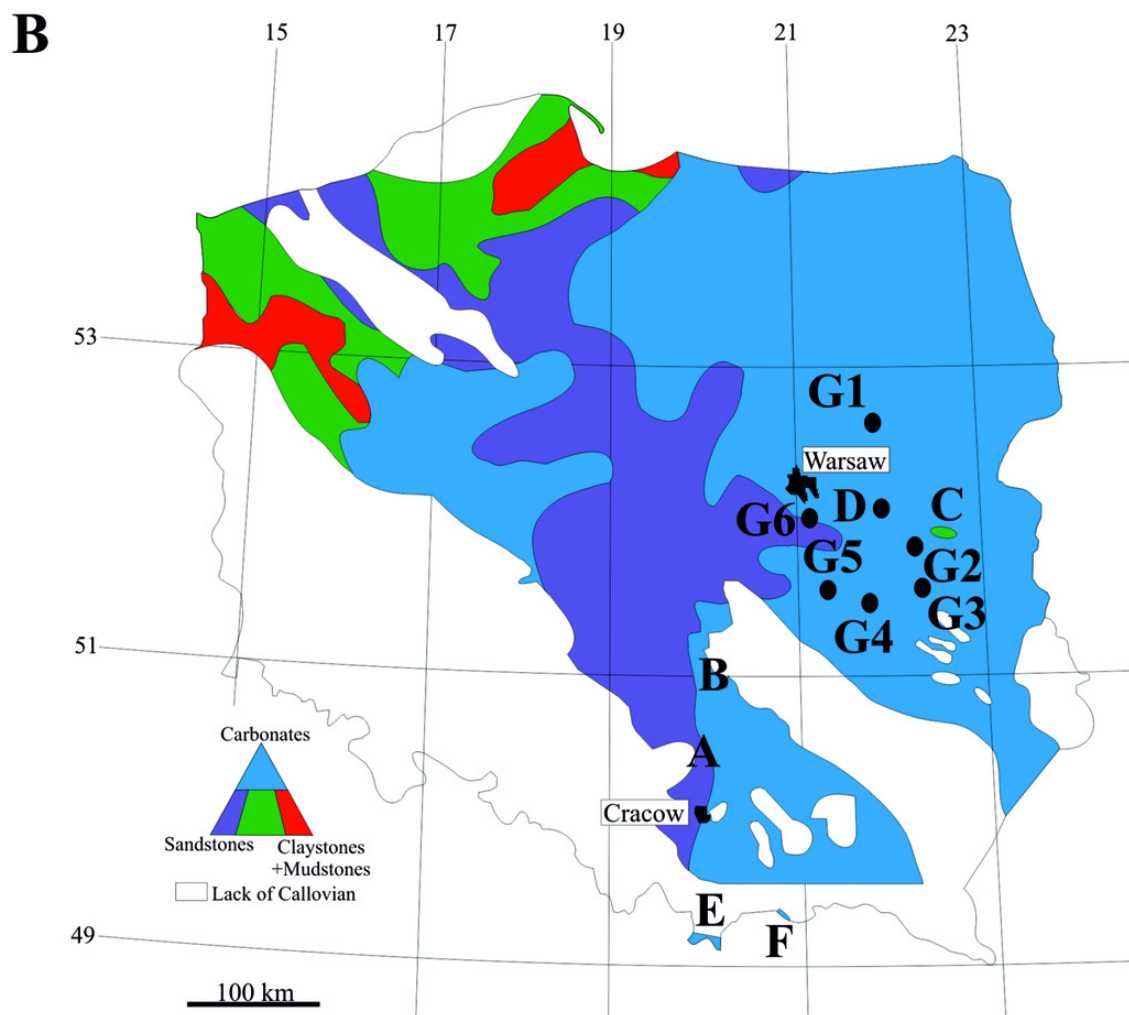 B
15 17 19 21 23
53
G1
Warsaw
D C
G6
G5 G2
G3
G4
51
B
Carbonates
A
Cracow
Sandstones Claystones
+Mudstones
Lack of Callovian
E
49
F
100 km